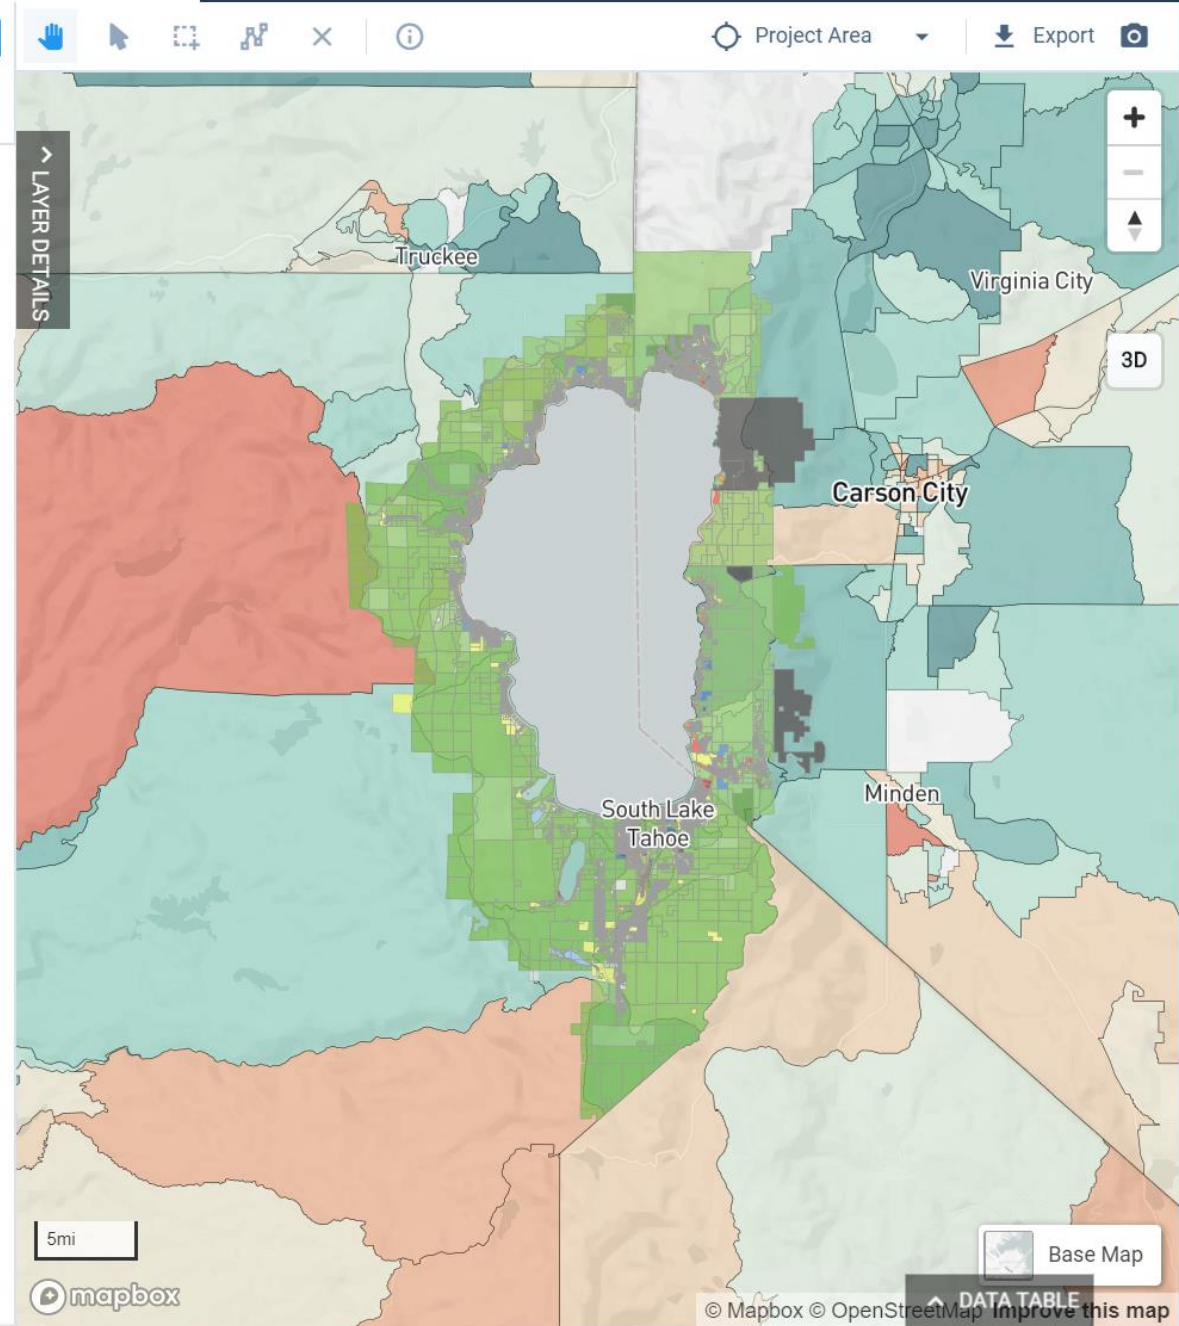 Project Area
Export
LAYER DETAILS
Truckee
Virginia City
3D
Carson City
Minden
South Lake
Tahoe
5mi
Base Map
mapbox
DATA TABLE
© Mapbox © OpenStreetMap Improve this map